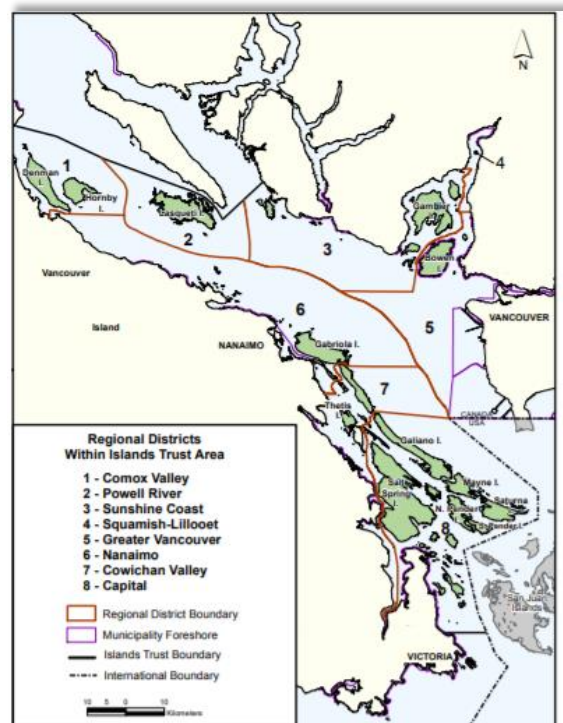 N
4
1
Denman
I.
Hornby
I.
Lasqueti I.
2
3
Gambier
I.
Bowen
I.
Vancouver
Island
VANCOUVER
5
6
NANAIMO
Gabriola I.
7
Thetis
I.
CANADA
USA
Galiano I.
Mayne I.
Salt
Spring
I.
Saturna
N. Pender
S. Pender I.
8
San Juan
Islands
VICTORIA
Regional Districts
Within Islands Trust Area
1 - Comox Valley
2 - Powell River
3 - Sunshine Coast
4 - Squamish-Lillooet
5 - Greater Vancouver
6 - Nanaimo
7 - Cowichan Valley
8 - Capital
Regional District Boundary
Municipality Foreshore
Islands Trust Boundary
International Boundary
10 5 0 10
Kilometers